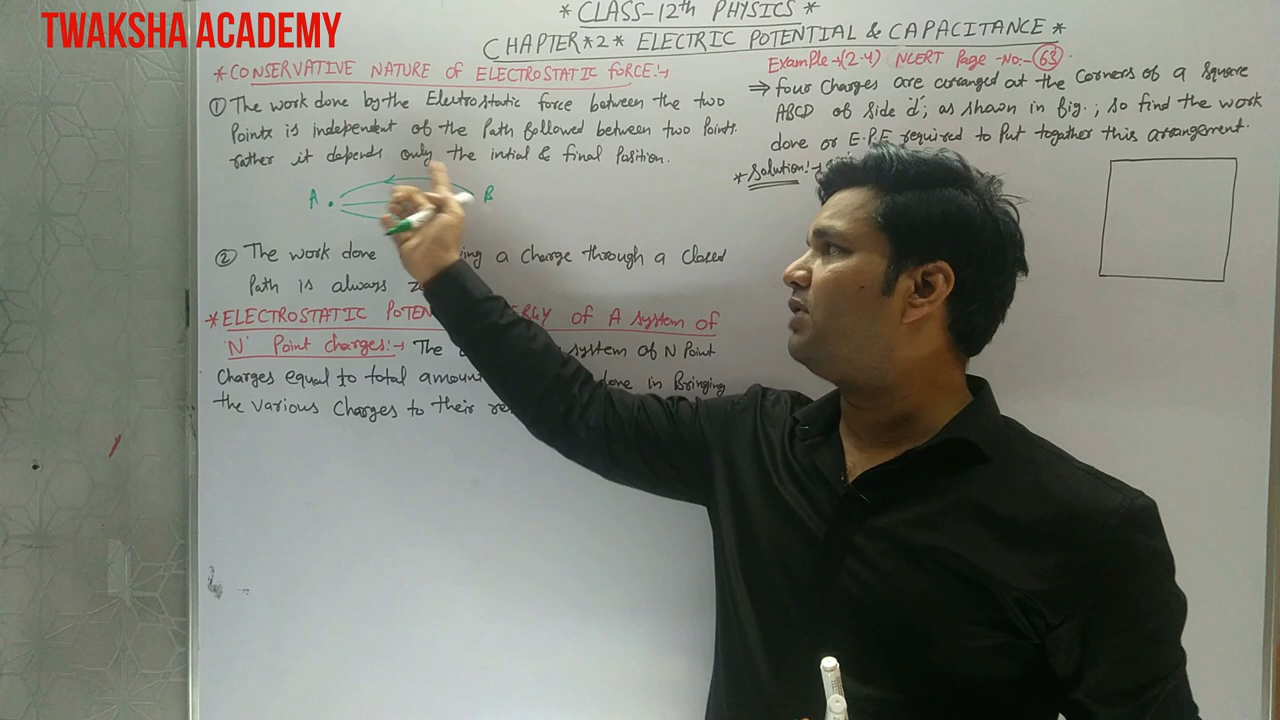 TWAKSHA ACADEMY
* CLASS-12th PHYSICS *
CHAPTER*2* ELECTRIC POTENTIAL & CAPACITANCE *
*CONSERVATIVE NATURE of ELECTROSTATIC FORCE:→
① The work done by the Electrostatic force between the two
Points is independent of the Path followed between two Points.
rather it depends only the intial & final Position.
A B
② The work done a Charge through a closed
Path is always
*ELECTROSTATIC OF A system of
'N' Point charges:→ The system of N Point
Charges equal to total done in Bringing
the various Charges to their
Example→(2.4) NCERT Page-No:-(63)
⇒ four Charges are arranged at the Corners of a Square
ABCD of Side 'd'; as shown in fig.; so find the work
done or E.P.E required to Put together this arrangement.
*Solution:→